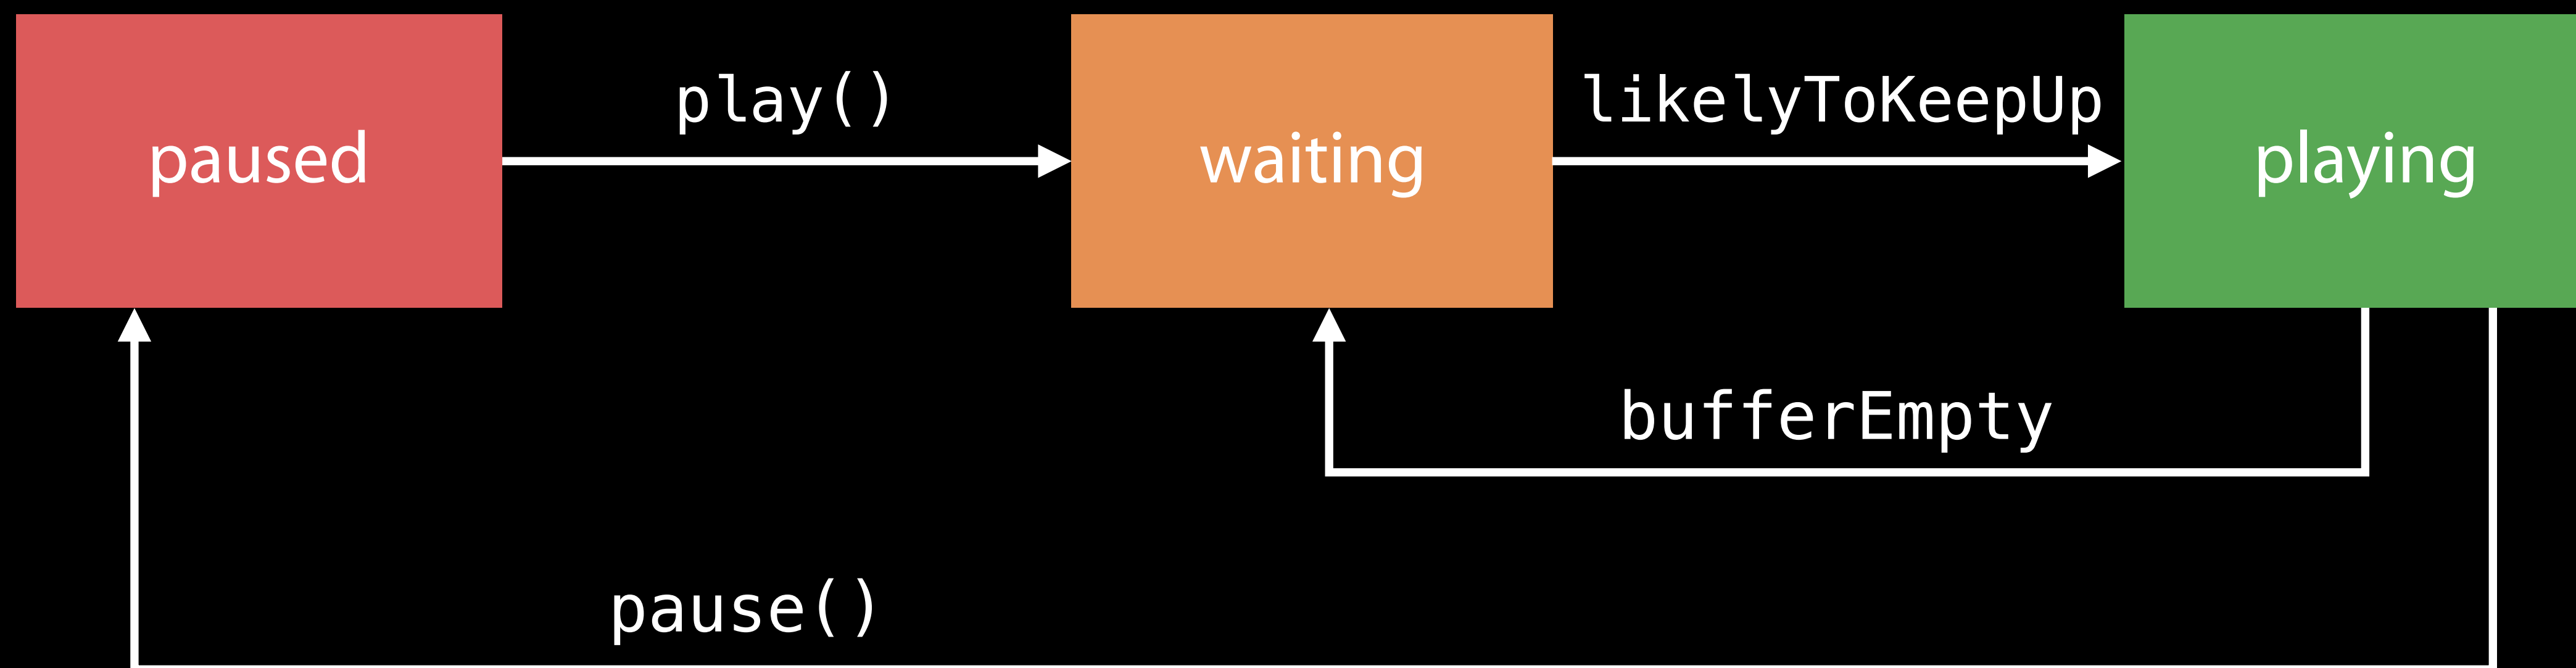 play()
likelyToKeepUp
paused
waiting
playing
bufferEmpty
pause()